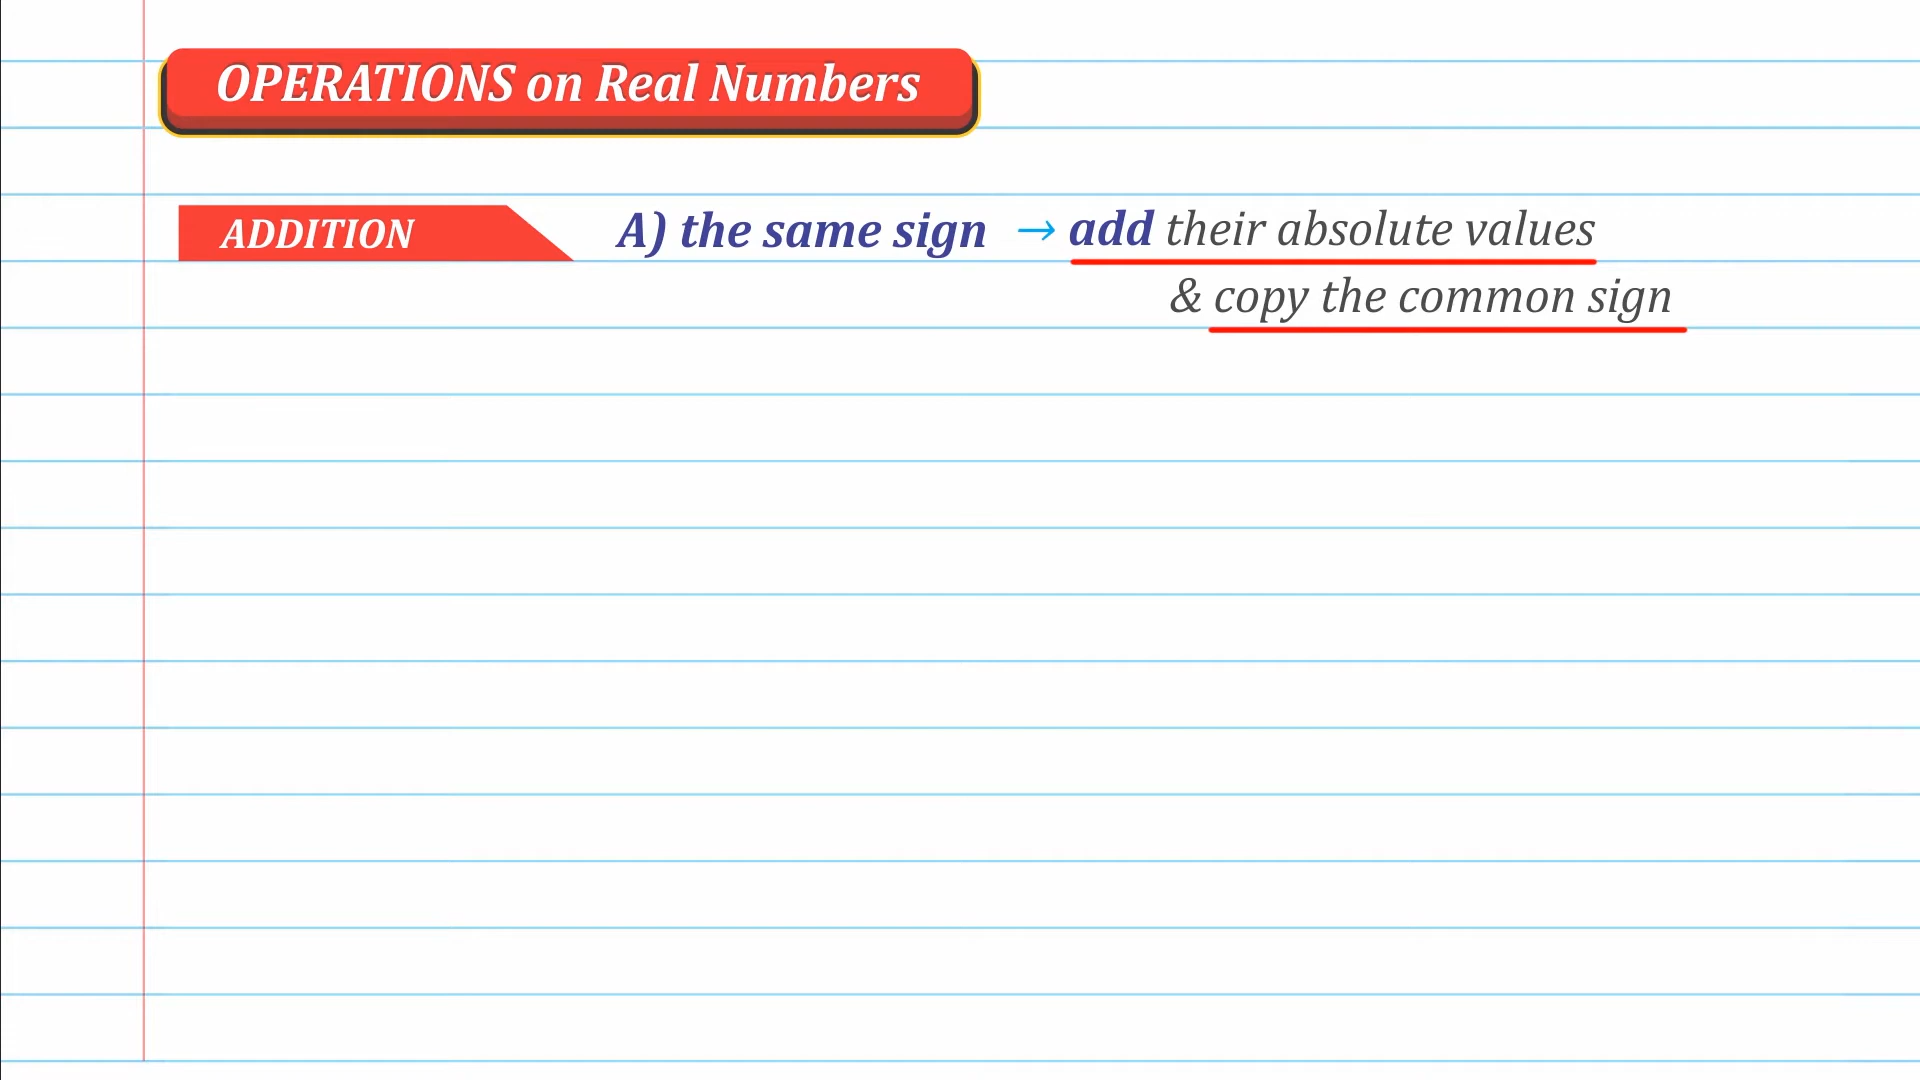 OPERATIONS on Real Numbers
ADDITION A) the same sign → add their absolute values
& copy the common sign